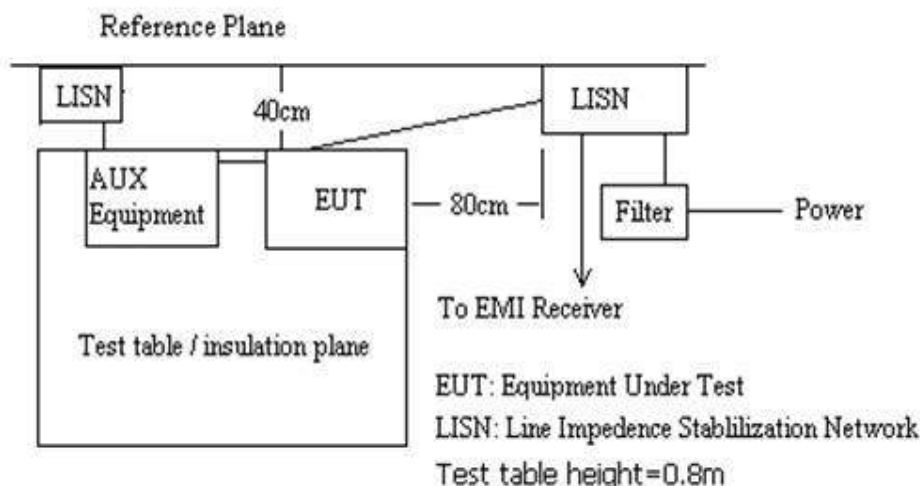 Reference Plane
LISN
40cm
LISN
AUX
Equipment
EUT
80cm
Filter
Power
To EMI Receiver
Test table / insulation plane
EUT: Equipment Under Test
LISN: Line Impedence Stablilization Network
Test table height=0.8m